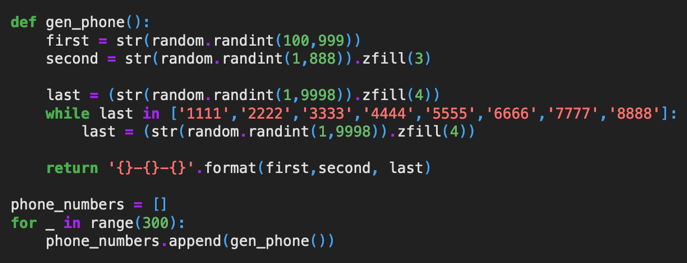 def gen_phone():
    first = str(random.randint(100,999))
    second = str(random.randint(1,888)).zfill(3)

    last = (str(random.randint(1,9998)).zfill(4))
    while last in ['1111','2222','3333','4444','5555','6666','7777','8888']:
        last = (str(random.randint(1,9998)).zfill(4))

    return '{}-{}-{}'.format(first,second, last)

phone_numbers = []
for _ in range(300):
    phone_numbers.append(gen_phone())